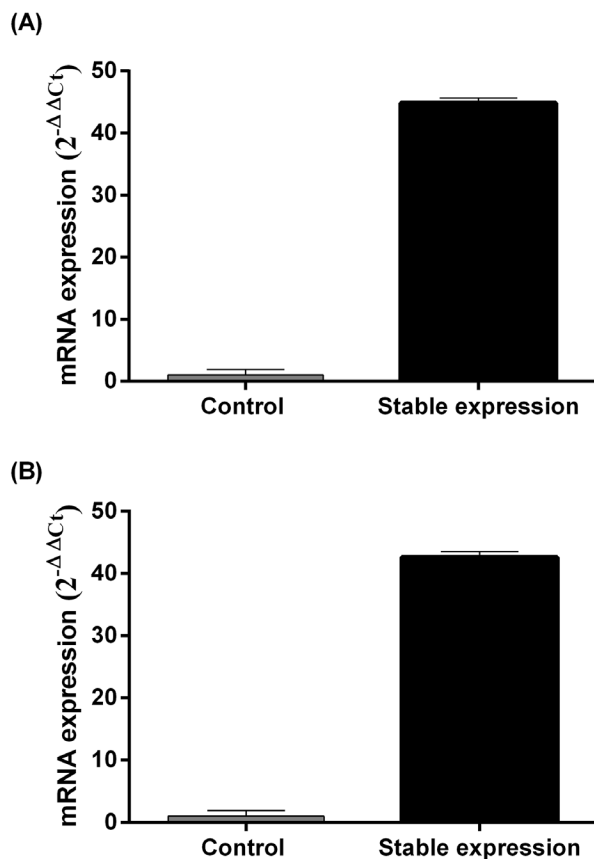 (A)
mRNA expression (2^-ΔΔCt)
50
40
30
20
10
0
Control Stable expression
(B)
mRNA expression (2^-ΔΔCt)
50
40
30
20
10
0
Control Stable expression